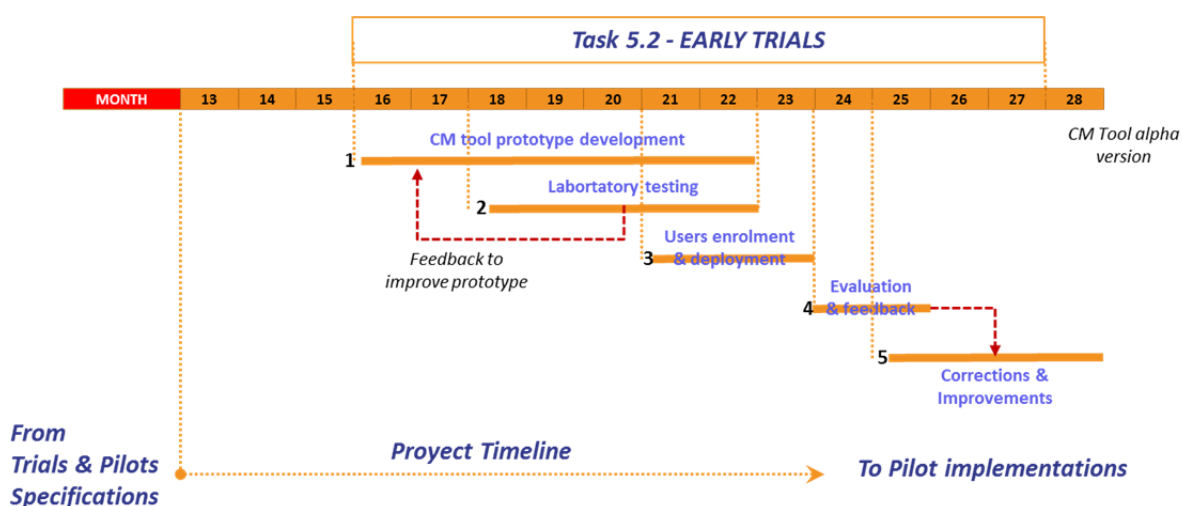 Task 5.2 - EARLY TRIALS
MONTH 13 14 15 16 17 18 19 20 21 22 23 24 25 26 27 28
CM tool prototype development
CM Tool alpha
version
1
Labortatory testing
2
Users enrolment
3 & deployment
Feedback to
improve prototype
Evaluation
4 & feedback
5
Corrections &
Improvements
From
Trials & Pilots
Specifications
Proyect Timeline
To Pilot implementations